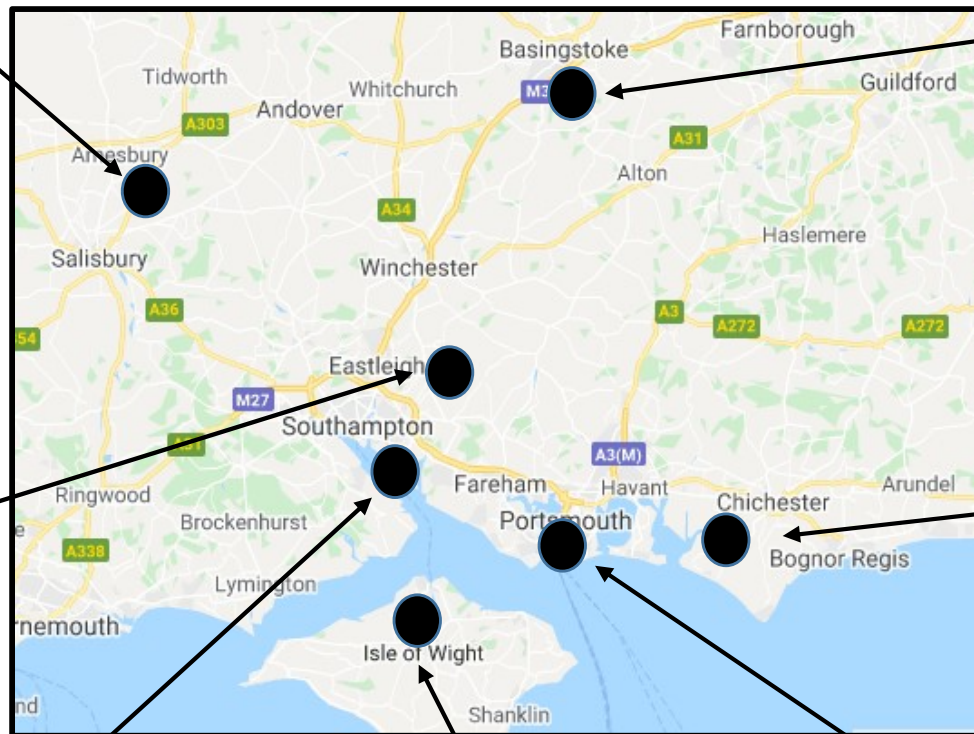 Farnborough
Basingstoke
Tidworth
Whitchurch
Guildford
M3
Andover
A303
A31
Amesbury
Alton
A34
Haslemere
Salisbury
Winchester
A36
A3
A272
A272
54
Eastleigh
M27
Southampton
A31
A3(M)
Fareham
Havant
Arundel
Ringwood
Chichester
Brockenhurst
Portsmouth
e
A338
Bognor Regis
Lymington
rnemouth
Isle of Wight
nd
Shanklin